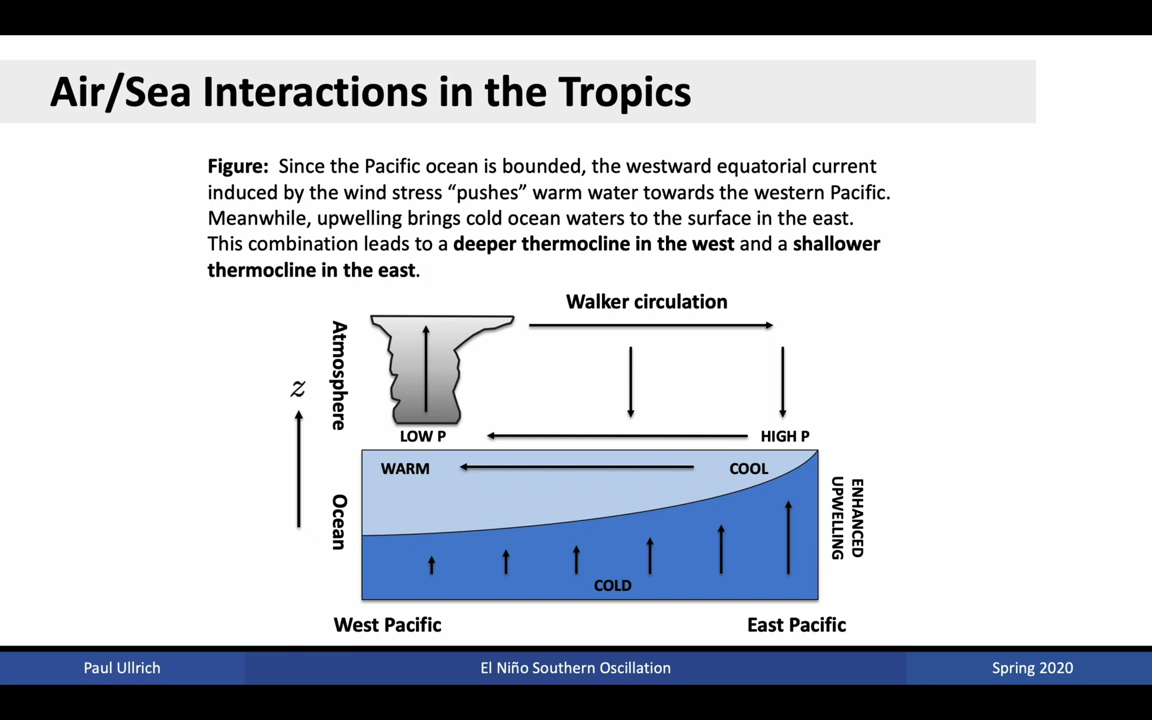 Air/Sea Interactions in the Tropics
Figure: Since the Pacific ocean is bounded, the westward equatorial current
induced by the wind stress “pushes” warm water towards the western Pacific.
Meanwhile, upwelling brings cold ocean waters to the surface in the east.
This combination leads to a deeper thermocline in the west and a shallower
thermocline in the east.
Walker circulation
Atmosphere
z
LOW P
HIGH P
WARM
COOL
Ocean
ENHANCED
UPWELLING
COLD
West Pacific
East Pacific
Paul Ullrich
El Niño Southern Oscillation
Spring 2020